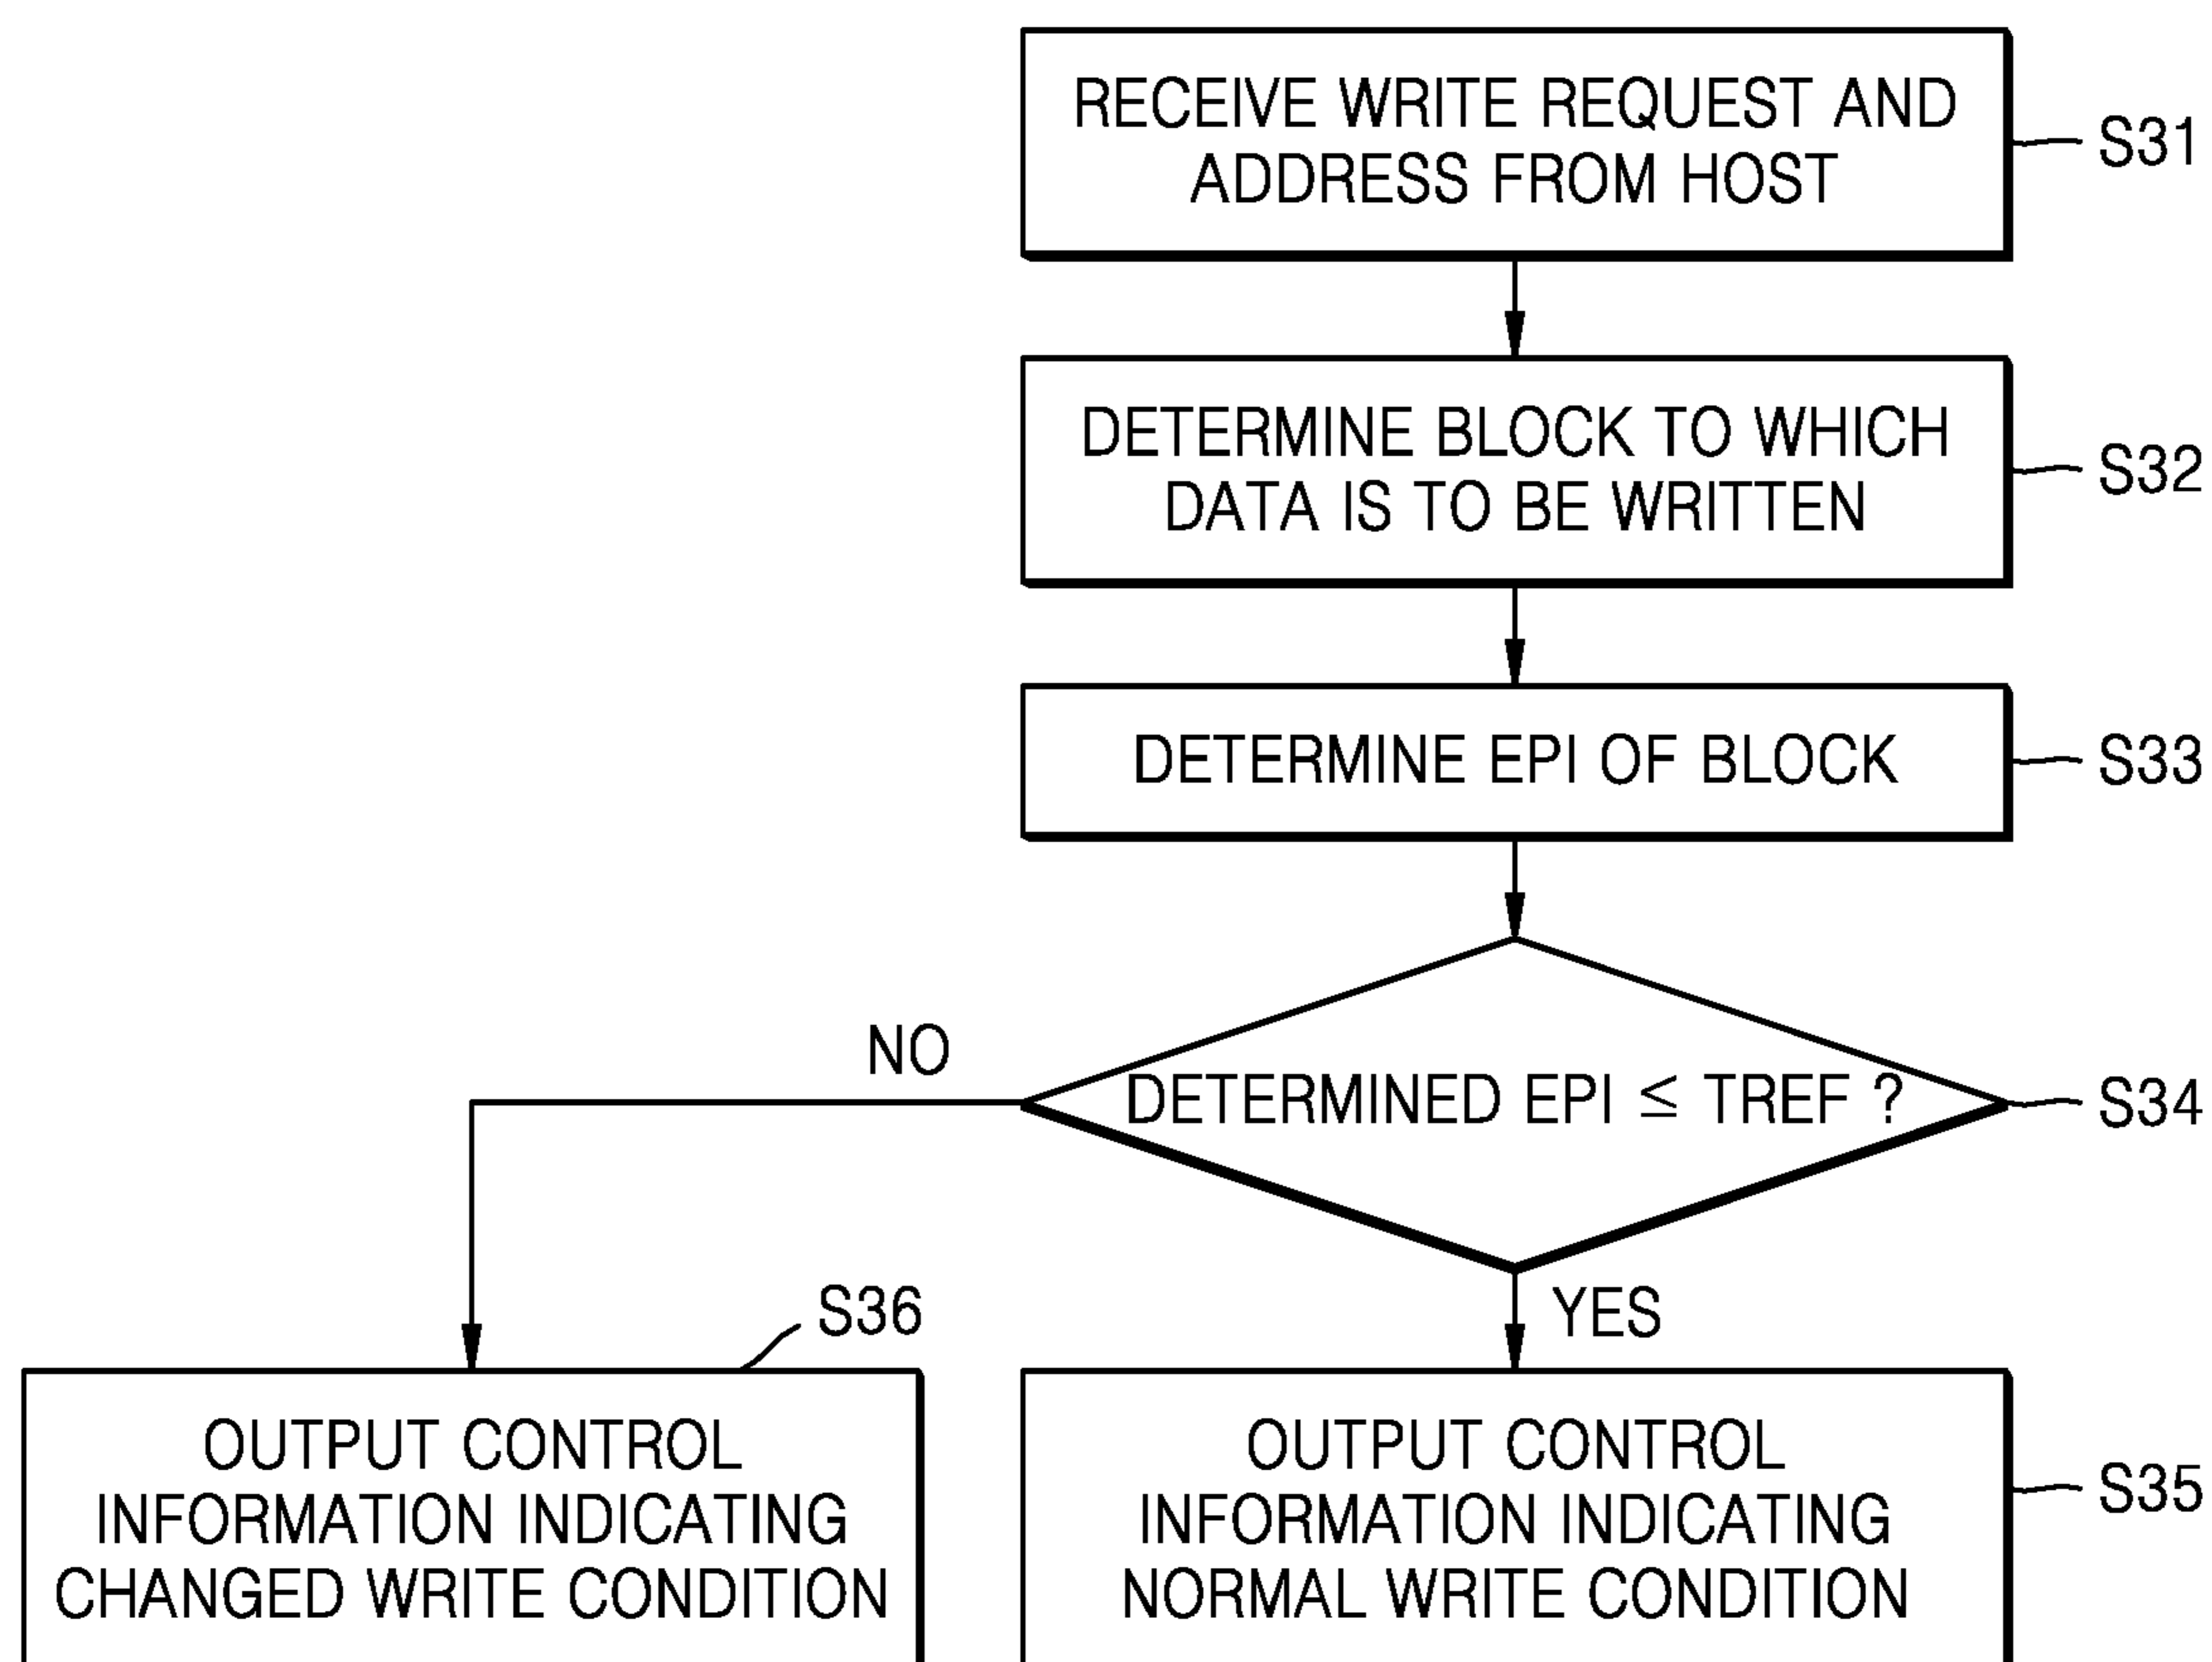 RECEIVE WRITE REQUEST AND
ADDRESS FROM HOST
S31
DETERMINE BLOCK TO WHICH
DATA IS TO BE WRITTEN
S32
DETERMINE EPI OF BLOCK
S33
DETERMINED EPI ≤ TREF ?
S34
NO
YES
S36
OUTPUT CONTROL
INFORMATION INDICATING
CHANGED WRITE CONDITION
OUTPUT CONTROL
INFORMATION INDICATING
NORMAL WRITE CONDITION
S35